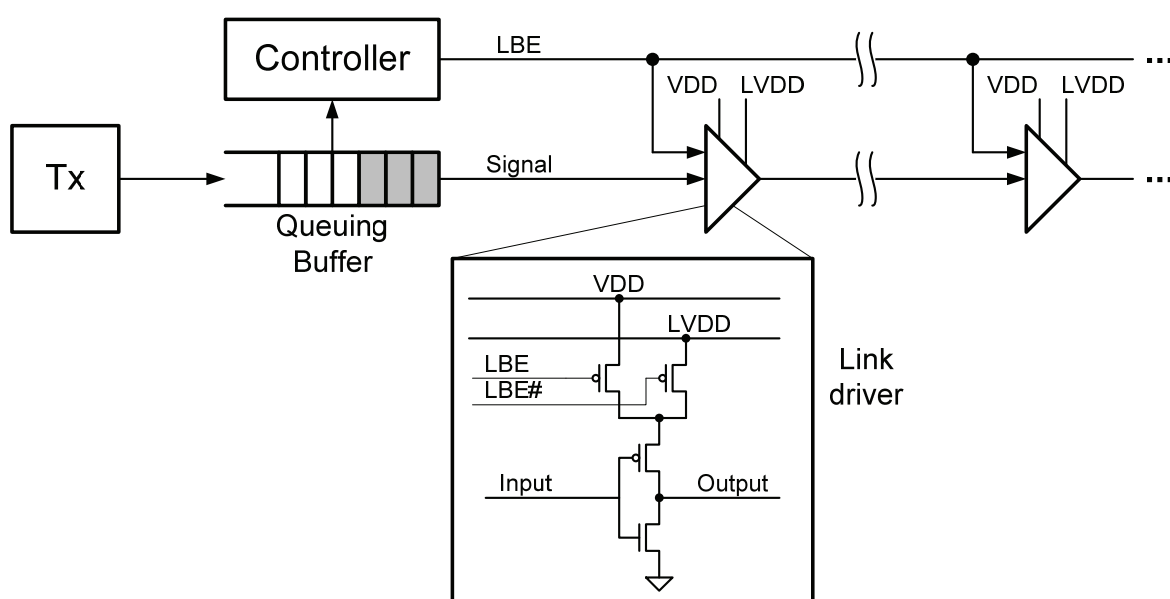 Controller
LBE
VDD
LVDD
VDD
LVDD
Tx
Signal
Queuing
Buffer
VDD
LVDD
LBE
LBE#
Link
driver
Input
Output